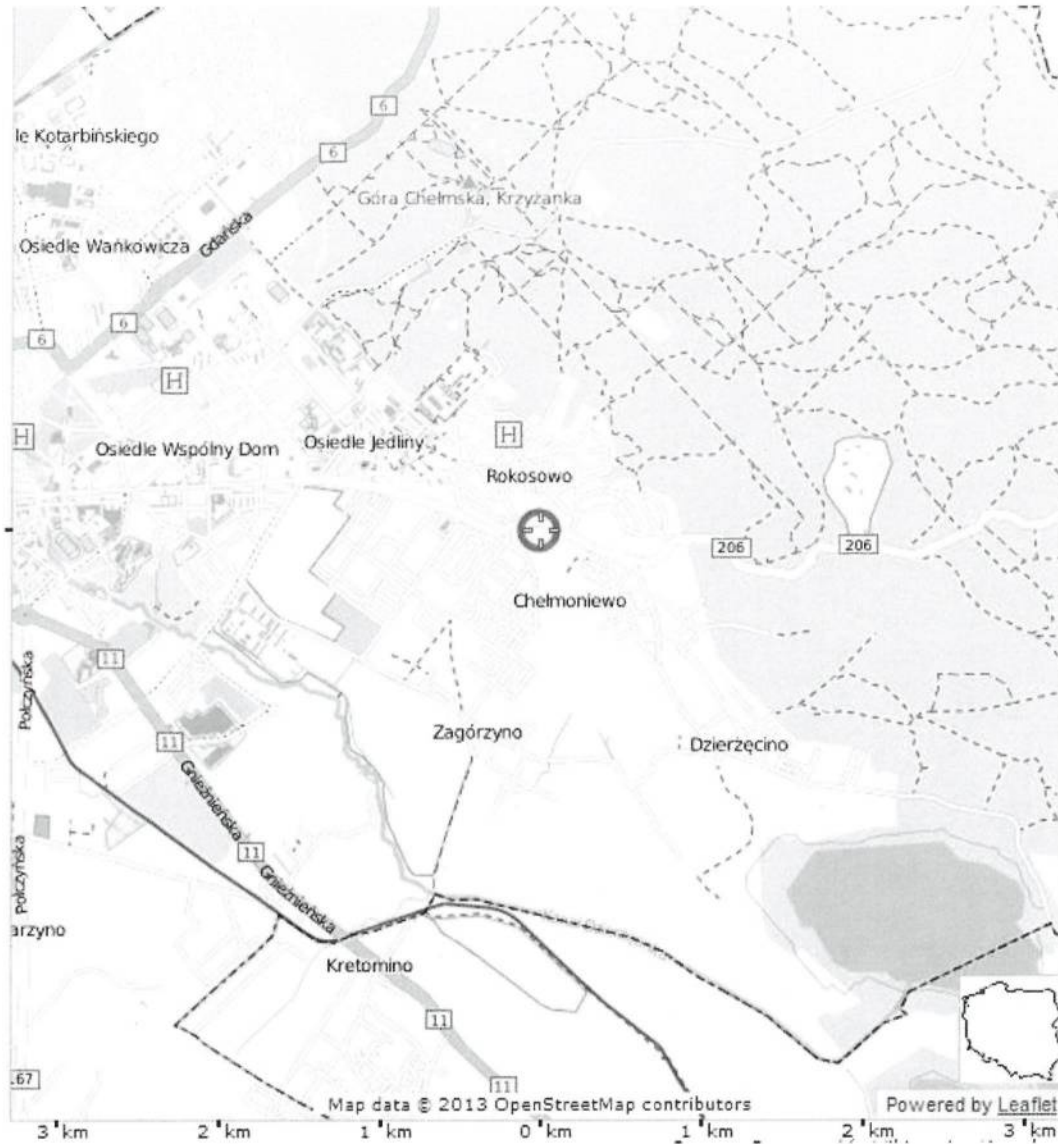 6
6
le Kotarbińskiego
Góra Chełmska, Krzyżanka
Osiedle Wańkowicza
Gdańska
6
6
H
H
H
Osiedle Wspólny Dom
Osiedle Jedliny
Rokosowo
206
206
Chełmoniewo
11
Połczyńska
11
Zagórzyno
Dzierżęcino
Gnieźnieńska
11
Gnieźnieńska
Połczyńska
arzyno
Kretomino
11
.67
11
Map data © 2013 OpenStreetMap contributors
Powered by Leaflet
3 km 2 km 1 km 0 km 1 km 2 km 3 km